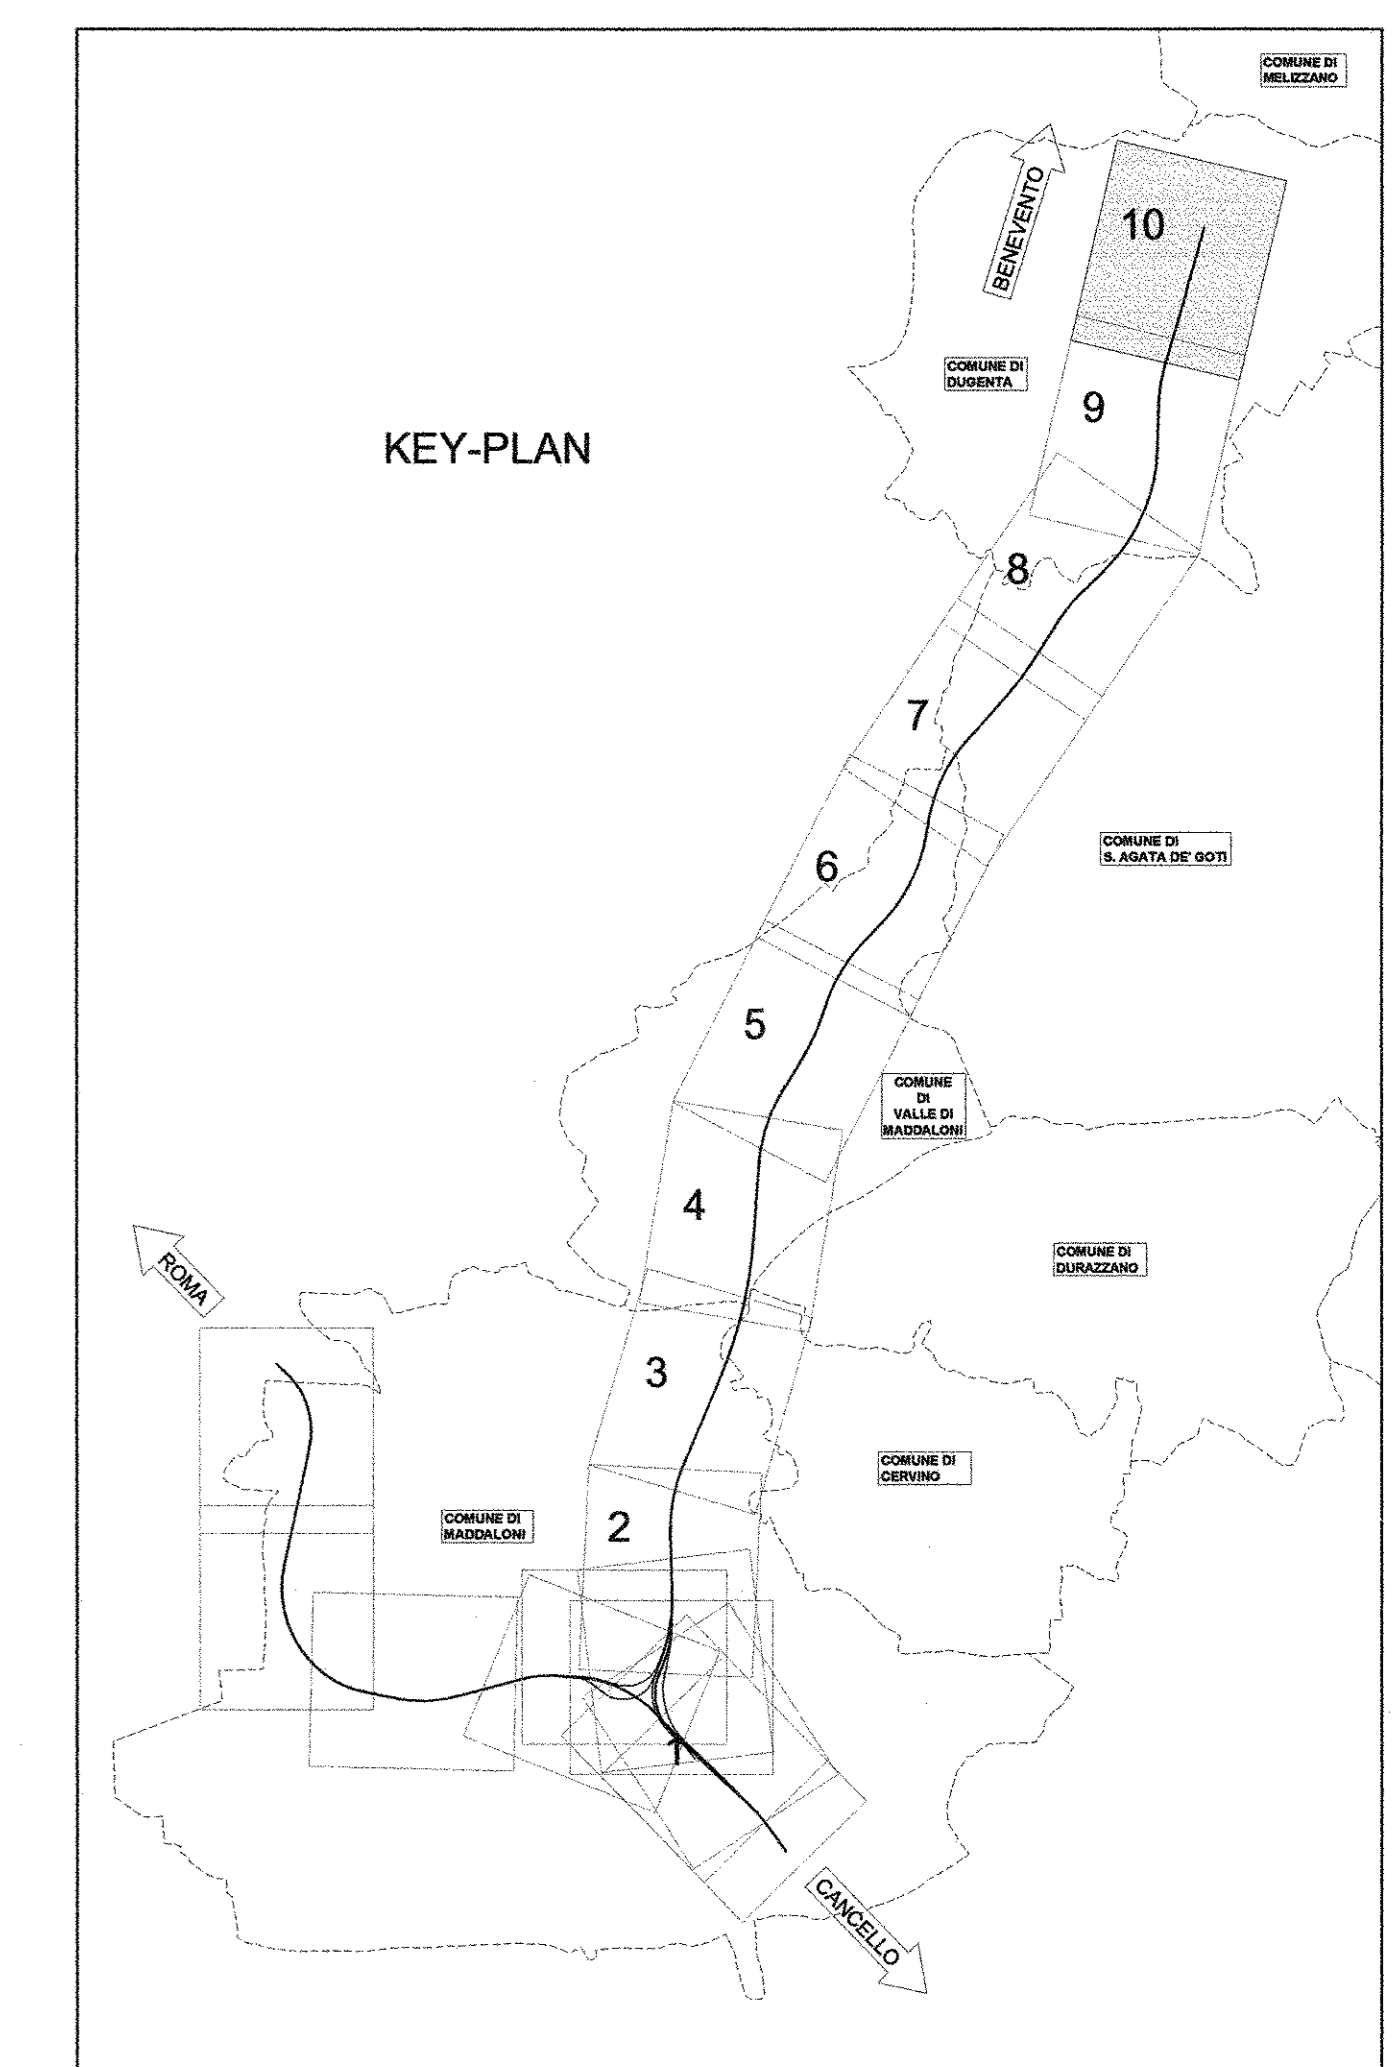 COMUNE DI
MELIZZANO
BENEVENTO
10
COMUNE DI
DUGENTA
9
KEY-PLAN
8
7
COMUNE DI
S. AGATA DE' GOTI
6
5
COMUNE
DI
VALLE DI
MADDALONI
4
ROMA
COMUNE DI
DURAZZANO
3
COMUNE DI
CERVINO
COMUNE DI
MADDALONI
2
1
CANCELLO